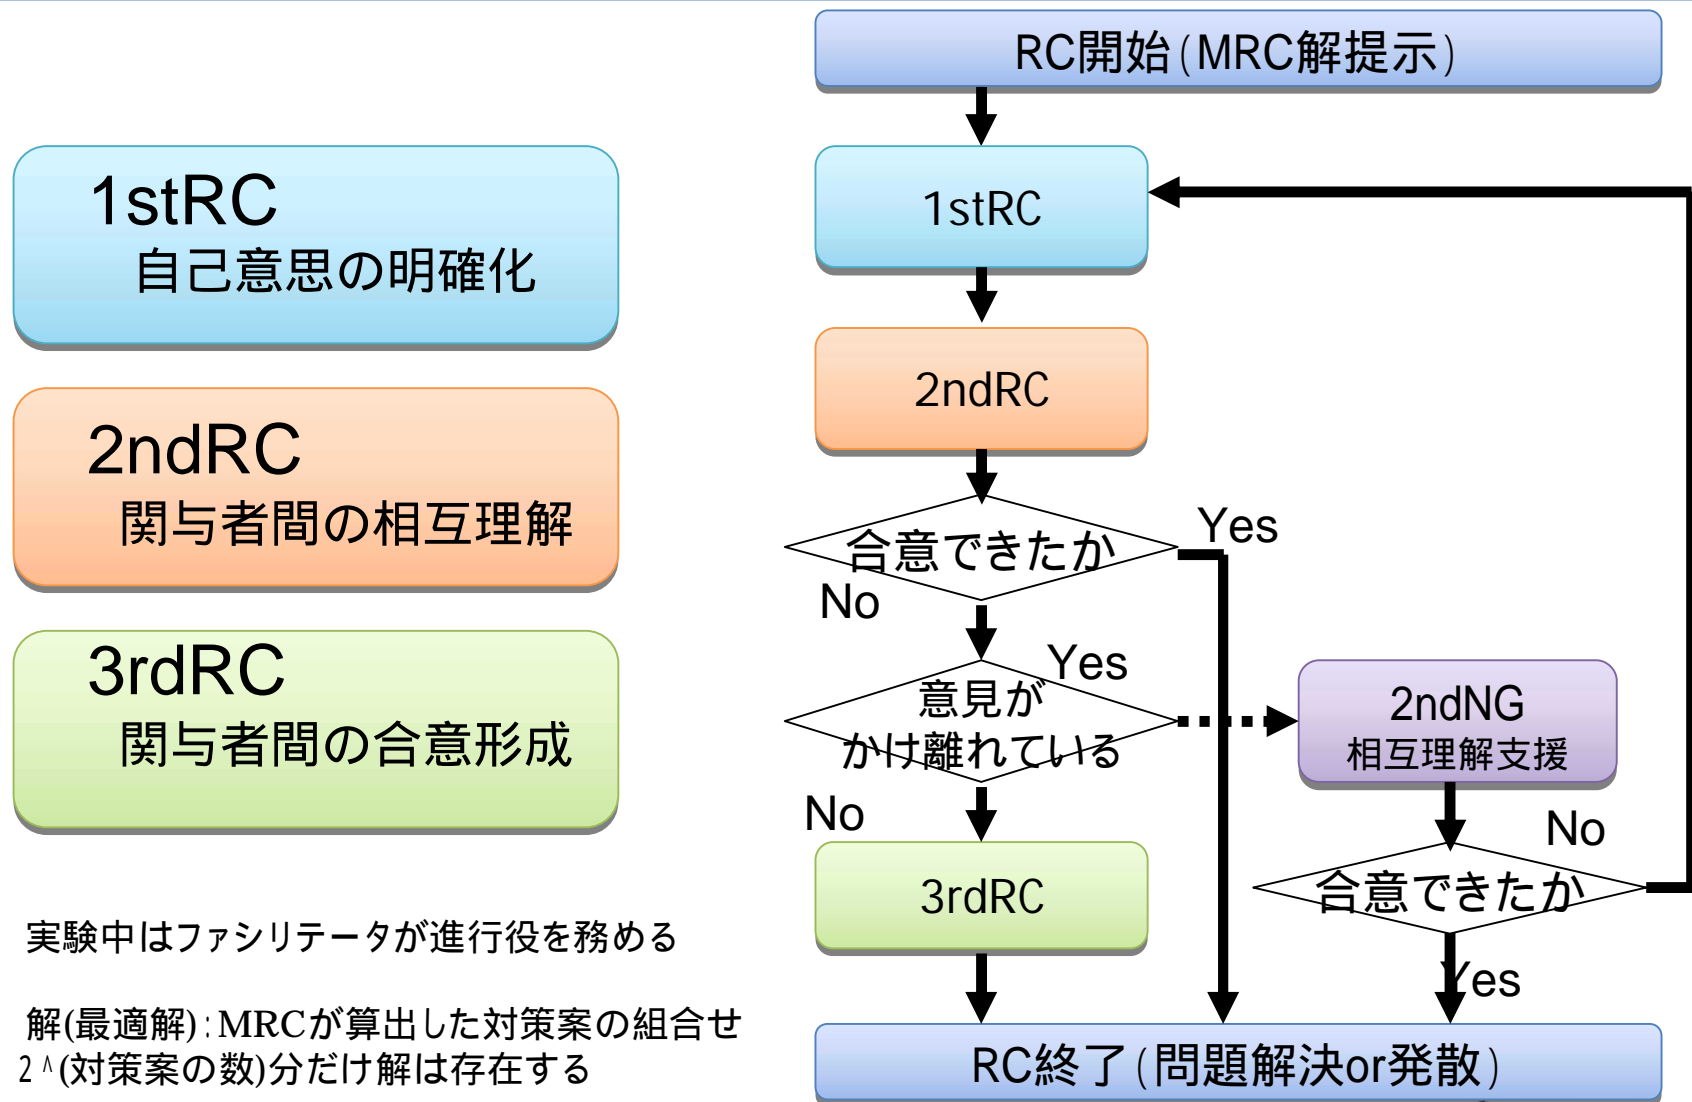 RC開始(MRC解提示)
1stRC
自己意思の明確化
2ndRC
関与者間の相互理解
3rdRC
関与者間の合意形成
実験中はファシリテータが進行役を務める
解(最適解):MRCが算出した対策案の組合せ
2^(対策案の数)分だけ解は存在する
1stRC
2ndRC
合意できたか
Yes
No
意見が
かけ離れている
Yes
No
2ndNG
相互理解支援
3rdRC
合意できたか
No
Yes
RC終了(問題解決or発散)